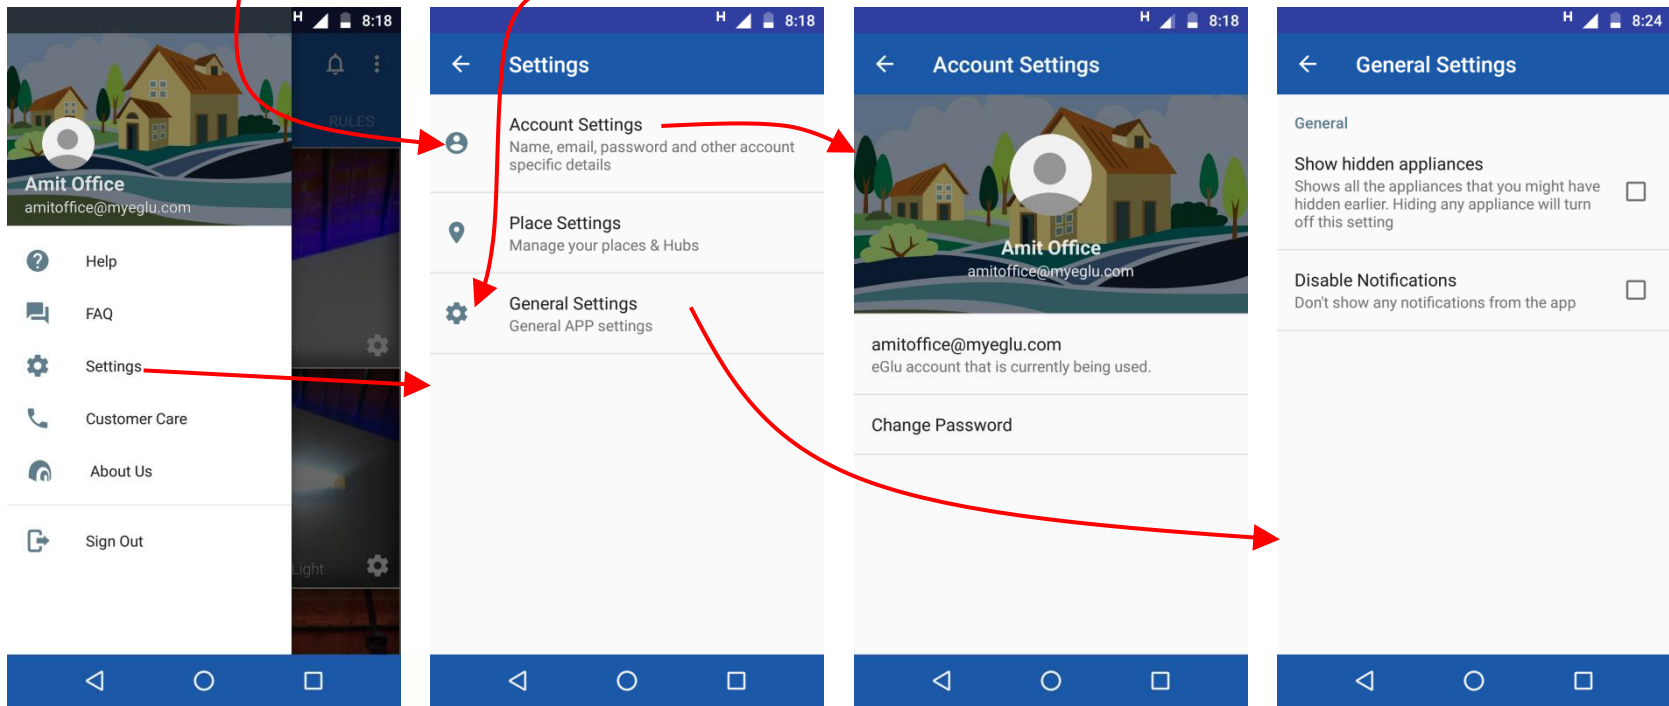 H 8:18
RULES
Amit Office
amitoffice@myeglu.com
Help
FAQ
Settings
Customer Care
About Us
Sign Out
Light
H 8:18
Settings
Account Settings
Name, email, password and other account
specific details
Place Settings
Manage your places & Hubs
General Settings
General APP settings
H 8:18
Account Settings
Amit Office
amitoffice@myeglu.com
amitoffice@myeglu.com
eGlu account that is currently being used.
Change Password
H 8:24
General Settings
General
Show hidden appliances
Shows all the appliances that you might have
hidden earlier. Hiding any appliance will turn
off this setting
Disable Notifications
Don't show any notifications from the app